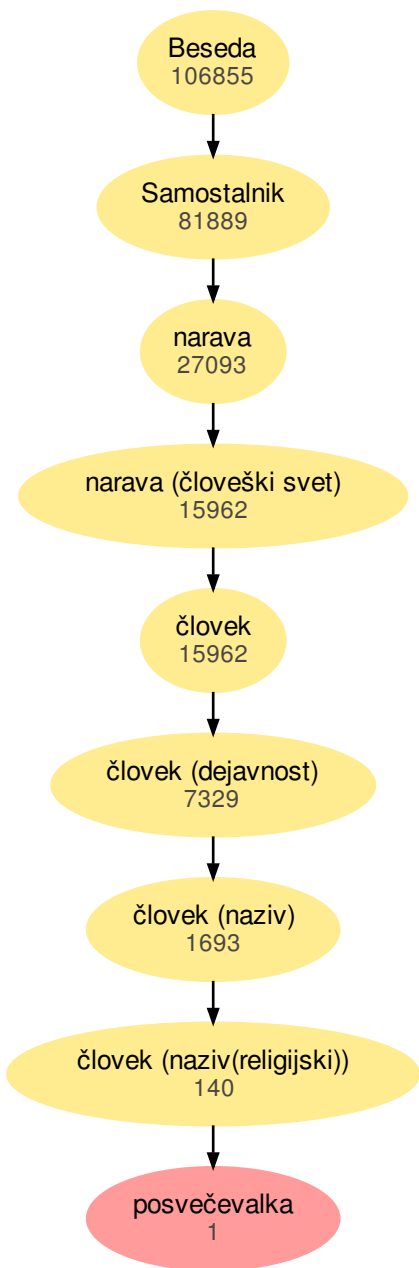 Beseda
106855
Samostalnik
81889
narava
27093
narava (človeški svet)
15962
človek
15962
človek (dejavnost)
7329
človek (naziv)
1693
človek (naziv(religijski))
140
posvečevalka
1